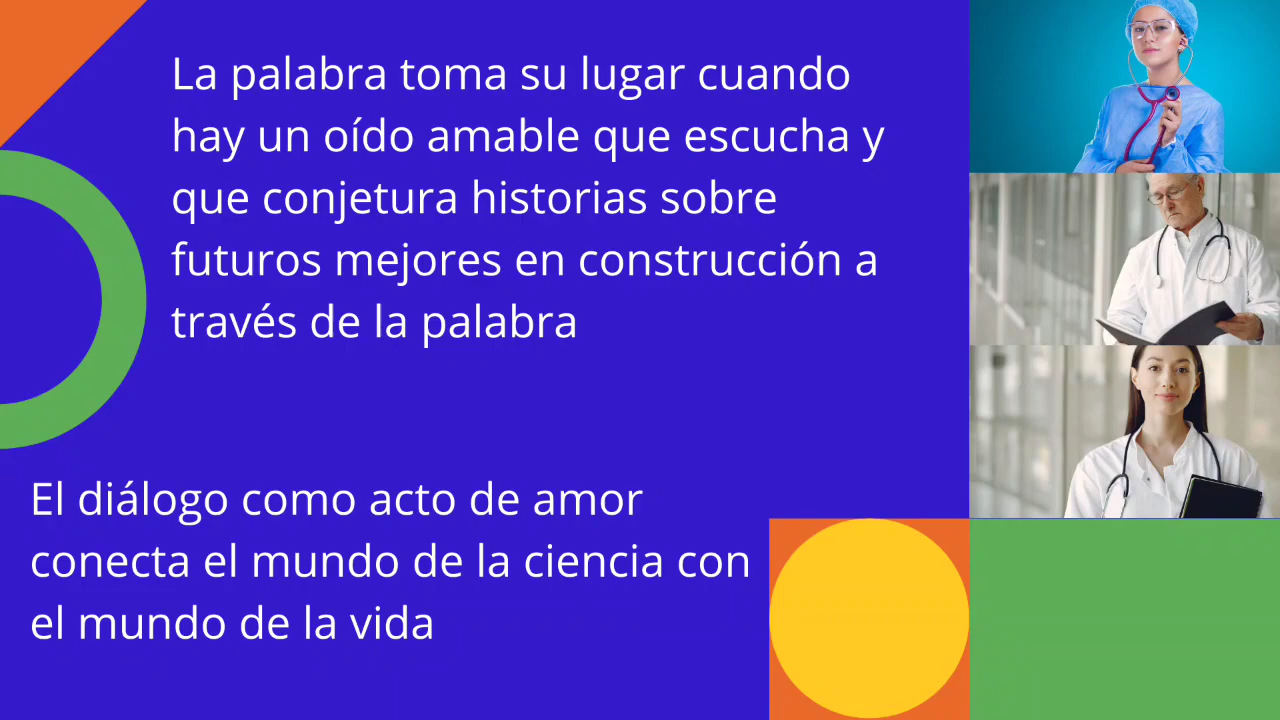 La palabra toma su lugar cuando
hay un oído amable que escucha y
que conjetura historias sobre
futuros mejores en construcción a
través de la palabra
El diálogo como acto de amor
conecta el mundo de la ciencia con
el mundo de la vida